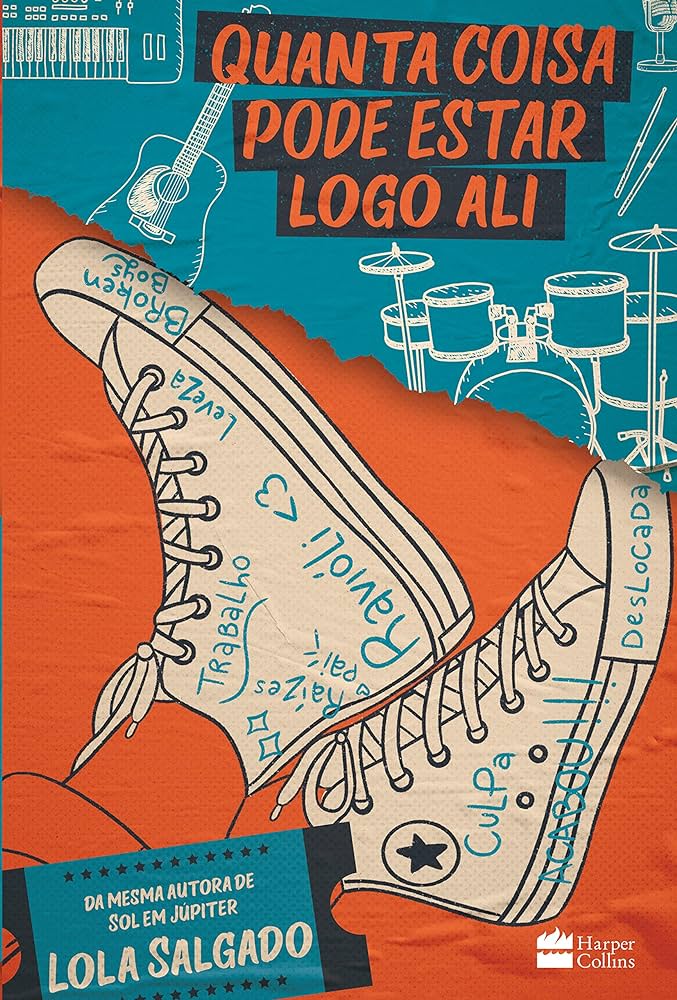 QUANTA COISA
PODE ESTAR
LOGO ALI
Broken
Boys
Leveza
Ravioli <3
Trabalho
Raízes
pai
DesLocada
Culpa
ACABOU!!!
DA MESMA AUTORA DE
SOL EM JÚPITER
LOLA SALGADO
Harper
Collins